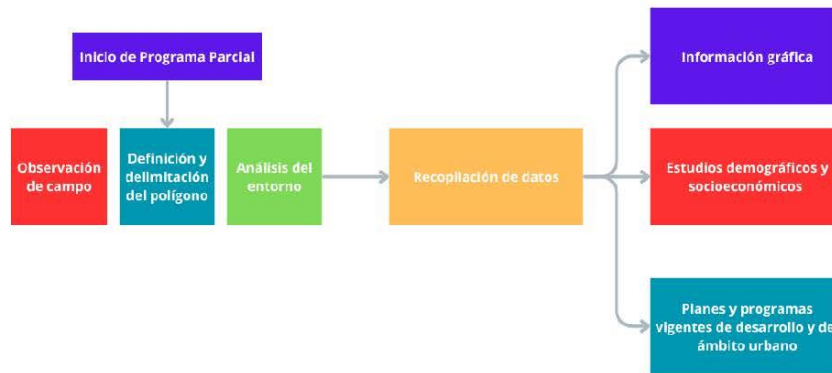 Inicio de Programa Parcial
Información gráfica
Observación
de campo
Definición y
delimitación
del polígono
Análisis del
entorno
Recopilación de datos
Estudios demográficos y
socioeconómicos
Planes y programas
vigentes de desarrollo y de
ámbito urbano